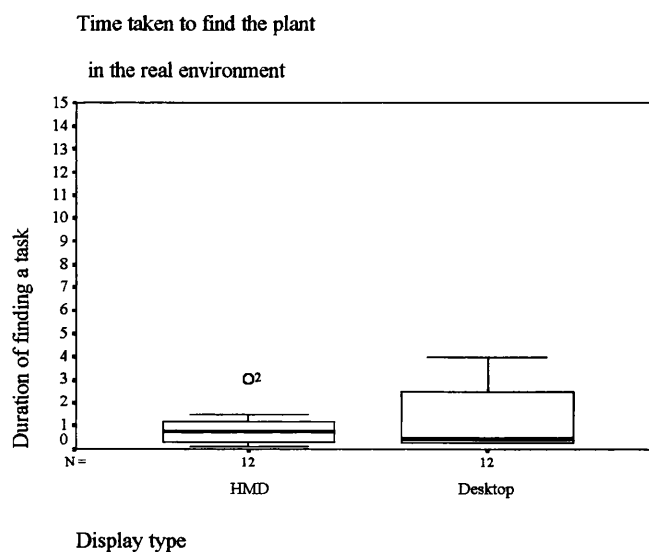 Time taken to find the plant
in the real environment
15
14
13
12
11
10
9
8
7
6
5
4
3
2
1
0
Duration of finding a task
2
N = 12 12
HMD Desktop
Display type